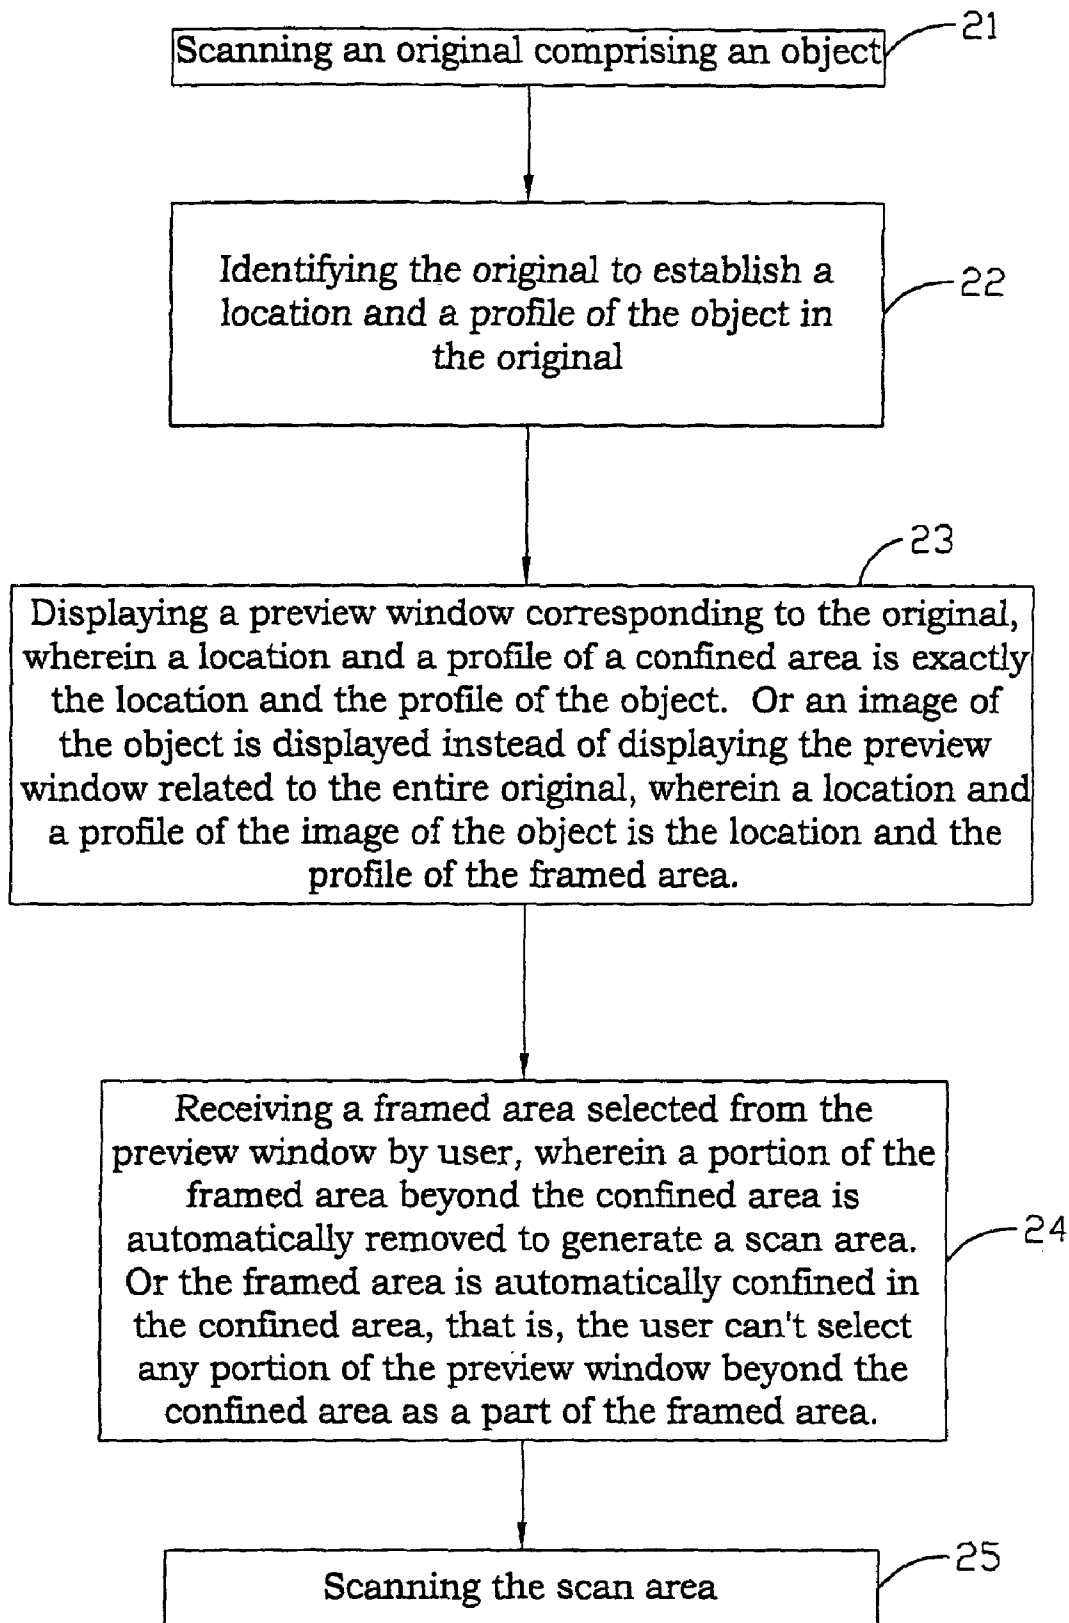 21
Scanning an original comprising an object
22
Identifying the original to establish a
location and a profile of the object in
the original
23
Displaying a preview window corresponding to the original,
wherein a location and a profile of a confined area is exactly
the location and the profile of the object. Or an image of
the object is displayed instead of displaying the preview
window related to the entire original, wherein a location and
a profile of the image of the object is the location and the
profile of the framed area.
Receiving a framed area selected from the
preview window by user, wherein a portion of the
framed area beyond the confined area is
automatically removed to generate a scan area.
24
Or the framed area is automatically confined in
the confined area, that is, the user can't select
any portion of the preview window beyond the
confined area as a part of the framed area.
25
Scanning the scan area